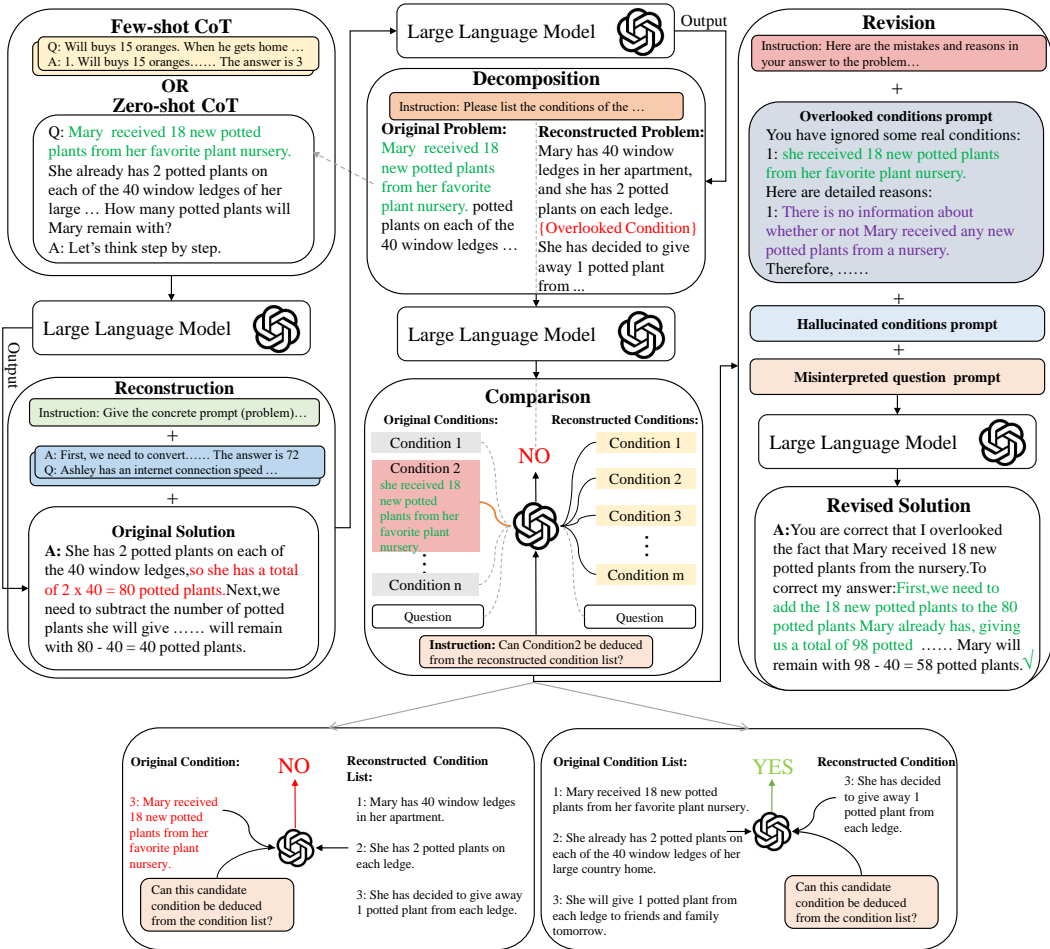 Few-shot CoT
Q: Will buys 15 oranges. When he gets home …
A: 1. Will buys 15 oranges…… The answer is 3
OR
Zero-shot CoT
Q: Mary received 18 new potted
plants from her favorite plant nursery.
She already has 2 potted plants on
each of the 40 window ledges of her
large … How many potted plants will
Mary remain with?
A: Let's think step by step.
Large Language Model
Output
Reconstruction
Instruction: Give the concrete prompt (problem)…
+
A: First, we need to convert…… The answer is 72
Q: Ashley has an internet connection speed …
+
Original Solution
A: She has 2 potted plants on each of
the 40 window ledges,so she has a total
of 2 x 40 = 80 potted plants.Next,we
need to subtract the number of potted
plants she will give …… will remain
with 80 - 40 = 40 potted plants.
Large Language Model
Output
Decomposition
Instruction: Please list the conditions of the …
Original Problem:
Mary received 18
new potted plants
from her favorite
plant nursery. potted
plants on each of the
40 window ledges …
Reconstructed Problem:
Mary has 40 window
ledges in her apartment,
and she has 2 potted
plants on each ledge.
{Overlooked Condition}
She has decided to give
away 1 potted plant
from ...
Large Language Model
Comparison
Original Conditions:
Condition 1
Condition 2
she received 18
new potted
plants from her
favorite plant
nursery.
Condition n
Question
NO
Reconstructed Conditions:
Condition 1
Condition 2
Condition 3
Condition m
Question
Instruction: Can Condition2 be deduced
from the reconstructed condition list?
Revision
Instruction: Here are the mistakes and reasons in
your answer to the problem…
+
Overlooked conditions prompt
You have ignored some real conditions:
1: she received 18 new potted plants
from her favorite plant nursery.
Here are detailed reasons:
1: There is no information about
whether or not Mary received any new
potted plants from a nursery.
Therefore, ……
+
Hallucinated conditions prompt
+
Misinterpreted question prompt
Large Language Model
Revised Solution
A:You are correct that I overlooked
the fact that Mary received 18 new
potted plants from the nursery.To
correct my answer:First,we need to
add the 18 new potted plants to the 80
potted plants Mary already has, giving
us a total of 98 potted …… Mary will
remain with 98 - 40 = 58 potted plants.√
Original Condition:
3: Mary received
18 new potted
plants from her
favorite plant
nursery.
NO
Reconstructed Condition
List:
1: Mary has 40 window ledges
in her apartment.
2: She has 2 potted plants on
each ledge.
3: She has decided to give away
1 potted plant from each ledge.
Can this candidate
condition be deduced
from the condition list?
Original Condition List:
1: Mary received 18 new potted
plants from her favorite plant nursery.
2: She already has 2 potted plants on
each of the 40 window ledges of her
large country home.
3: She will give 1 potted plant from
each ledge to friends and family
tomorrow.
YES
Reconstructed Condition
3: She has decided
to give away 1
potted plant from
each ledge.
Can this candidate
condition be deduced
from the condition list?